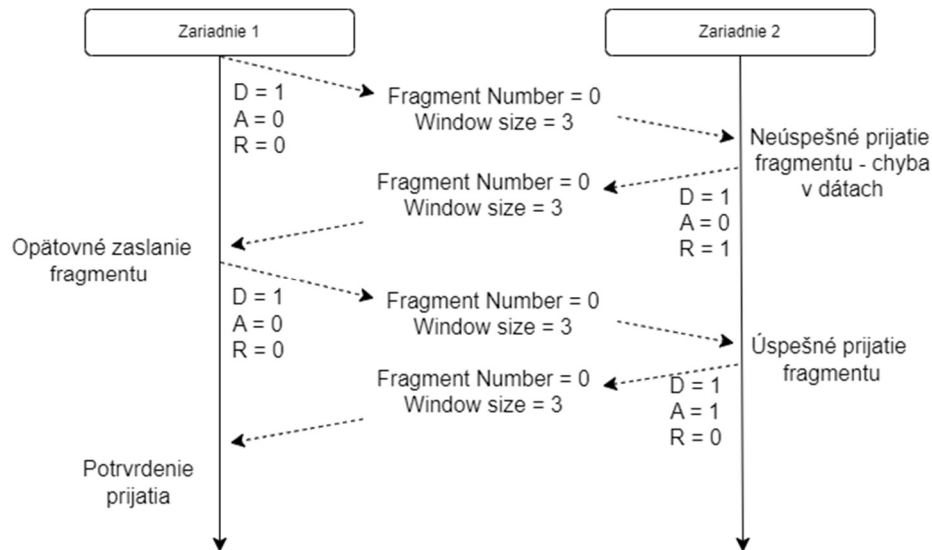 Zariadnie 1
Zariadnie 2
D = 1
A = 0
R = 0
Fragment Number = 0
Window size = 3
Neúspešné prijatie
fragmentu - chyba
v dátach
Fragment Number = 0
Window size = 3
D = 1
A = 0
R = 1
Opätovné zaslanie
fragmentu
D = 1
A = 0
R = 0
Fragment Number = 0
Window size = 3
Úspešné prijatie
fragmentu
Fragment Number = 0
Window size = 3
D = 1
A = 1
R = 0
Potrvrdenie
prijatia